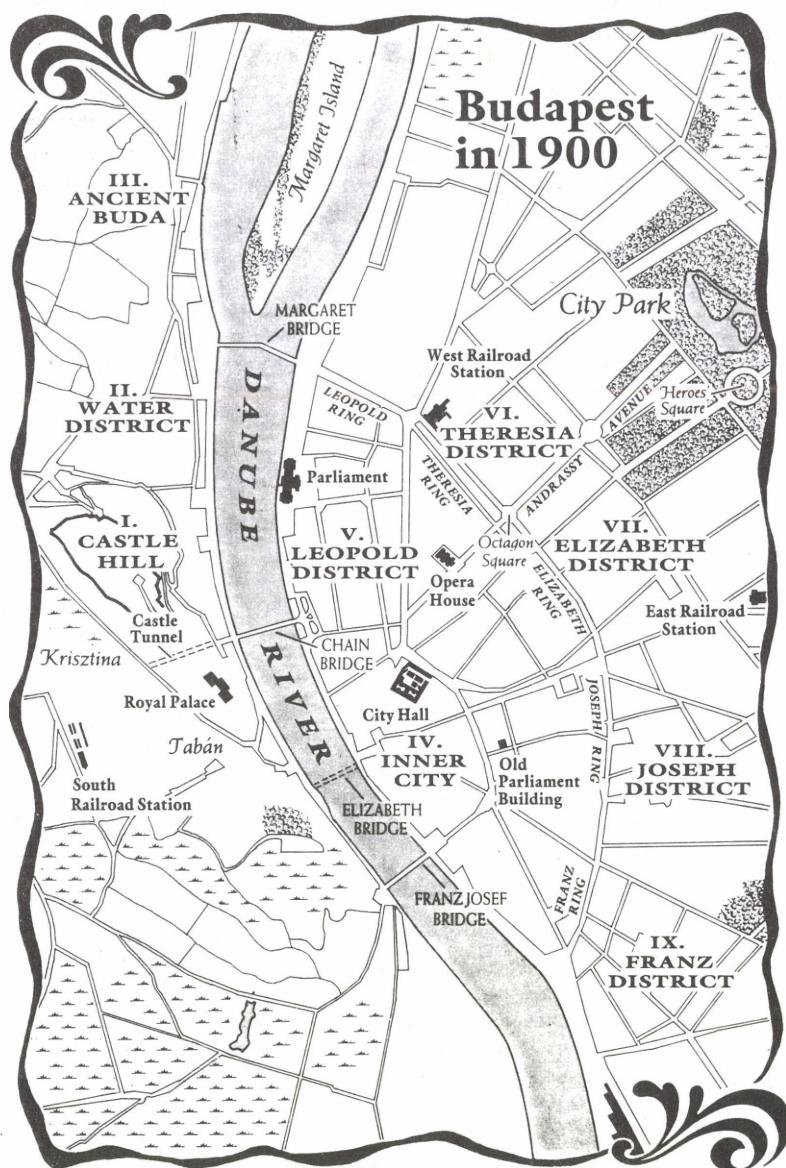 Budapest
in 1900
Margaret Island
III.
ANCIENT
BUDA
City Park
MARGARET
BRIDGE
West Railroad
Station
Heroes
Square
II.
WATER
DISTRICT
LEOPOLD
RING
VI.
THERESIA
DISTRICT
ANDRASSY AVENUE
THERESIA
RING
DANUBE
RIVER
Parliament
I.
CASTLE
HILL
V.
LEOPOLD
DISTRICT
Octagon
Square
VII.
ELIZABETH
DISTRICT
Opera
House
ELIZABETH
RING
East Railroad
Station
Castle
Tunnel
CHAIN
BRIDGE
Krisztina
Royal Palace
City Hall
JOSEPH RING
Tabán
IV.
INNER
CITY
Old
Parliament
Building
VIII.
JOSEPH
DISTRICT
South
Railroad Station
ELIZABETH
BRIDGE
FRANZ JOSEF
BRIDGE
FRANZ
RING
IX.
FRANZ
DISTRICT